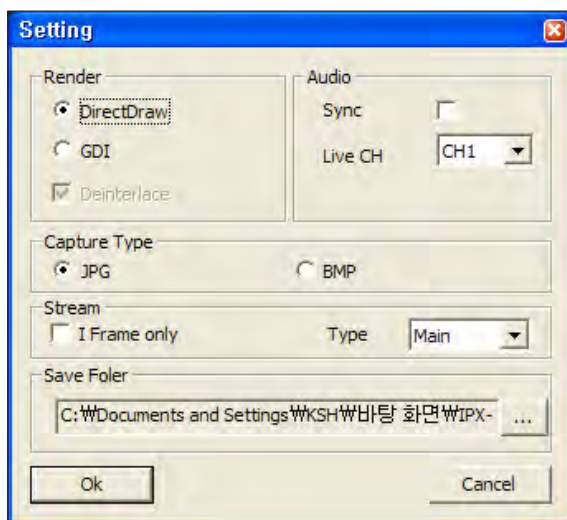 Setting
Render
DirectDraw
GDI
Deinterlace
Audio
Sync
Live CH CH1
Capture Type
JPG BMP
Stream
I Frame only Type Main
Save Foler
C:₩Documents and Settings₩KSH₩바탕 화면₩IPX- ...
Ok Cancel